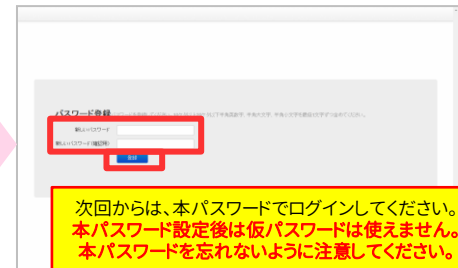 パスワード登録
新しいパスワード
新しいパスワード(確認用)
登録
次回からは、本パスワードでログインしてください。
本パスワード設定後は仮パスワードは使えません。
本パスワードを忘れないように注意してください。